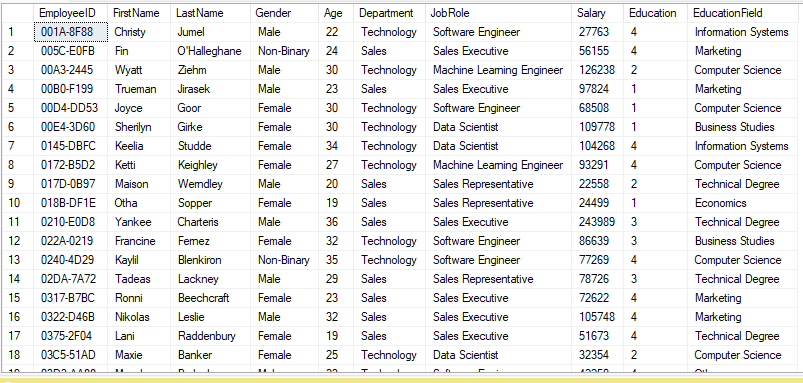 EmployeeID FirstName LastName Gender Age Department JobRole Salary Education EducationField
1 001A-8F88 Christy Jumel Male 22 Technology Software Engineer 27763 4 Information Systems
2 005C-E0FB Fin O'Halleghane Non-Binary 24 Sales Sales Executive 56155 4 Marketing
3 00A3-2445 Wyatt Ziehm Male 30 Technology Machine Learning Engineer 126238 2 Computer Science
4 00B0-F199 Trueman Jirasek Male 23 Sales Sales Executive 97824 1 Marketing
5 00D4-DD53 Joyce Goor Female 30 Technology Software Engineer 68508 1 Computer Science
6 00E4-3D60 Sherilyn Girke Female 30 Technology Data Scientist 109778 1 Business Studies
7 0145-DBFC Keelia Studde Female 34 Technology Data Scientist 104268 4 Information Systems
8 0172-B5D2 Ketti Keighley Female 27 Technology Machine Learning Engineer 93291 4 Computer Science
9 017D-0B97 Maison Werndley Male 20 Sales Sales Representative 22558 2 Technical Degree
10 018B-DF1E Otha Sopper Female 19 Sales Sales Representative 24499 1 Economics
11 0210-E0D8 Yankee Charteris Male 36 Sales Sales Executive 243989 3 Technical Degree
12 022A-0219 Francine Fernez Female 32 Technology Software Engineer 86639 3 Business Studies
13 0240-4D29 Kaylil Blenkiron Non-Binary 35 Technology Software Engineer 77269 4 Computer Science
14 02DA-7A72 Tadeas Lackney Male 29 Sales Sales Representative 78726 3 Technical Degree
15 0317-B7BC Ronni Beechcraft Female 23 Sales Sales Executive 72622 4 Marketing
16 0322-D46B Nikolas Leslie Male 32 Sales Sales Executive 105748 4 Marketing
17 0375-2F04 Lani Raddenbury Female 19 Sales Sales Executive 51673 4 Technical Degree
18 03C5-51AD Maxie Banker Female 25 Technology Data Scientist 32354 2 Computer Science